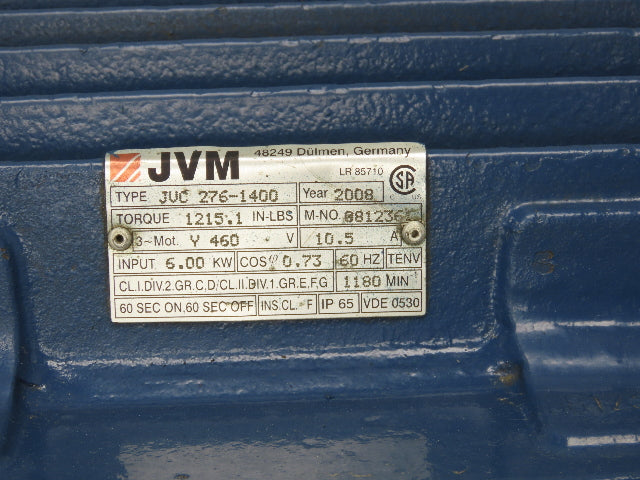 48249 Dülmen, Germany
JVM LR 85710
TYPE JVC 276-1400 Year 2008
TORQUE 1215.1 IN-LBS M-NO.
3~Mot. Y 460 V 10.5 A
INPUT 6.00 KW COSφ 0.73 60 HZ TENV
CL.I.DIV.2.GR.C,D/CL.II.DIV.1.GR.E,F,G 1180 MIN
60 SEC ON,60 SEC OFF INS.CL. F IP 65 VDE 0530